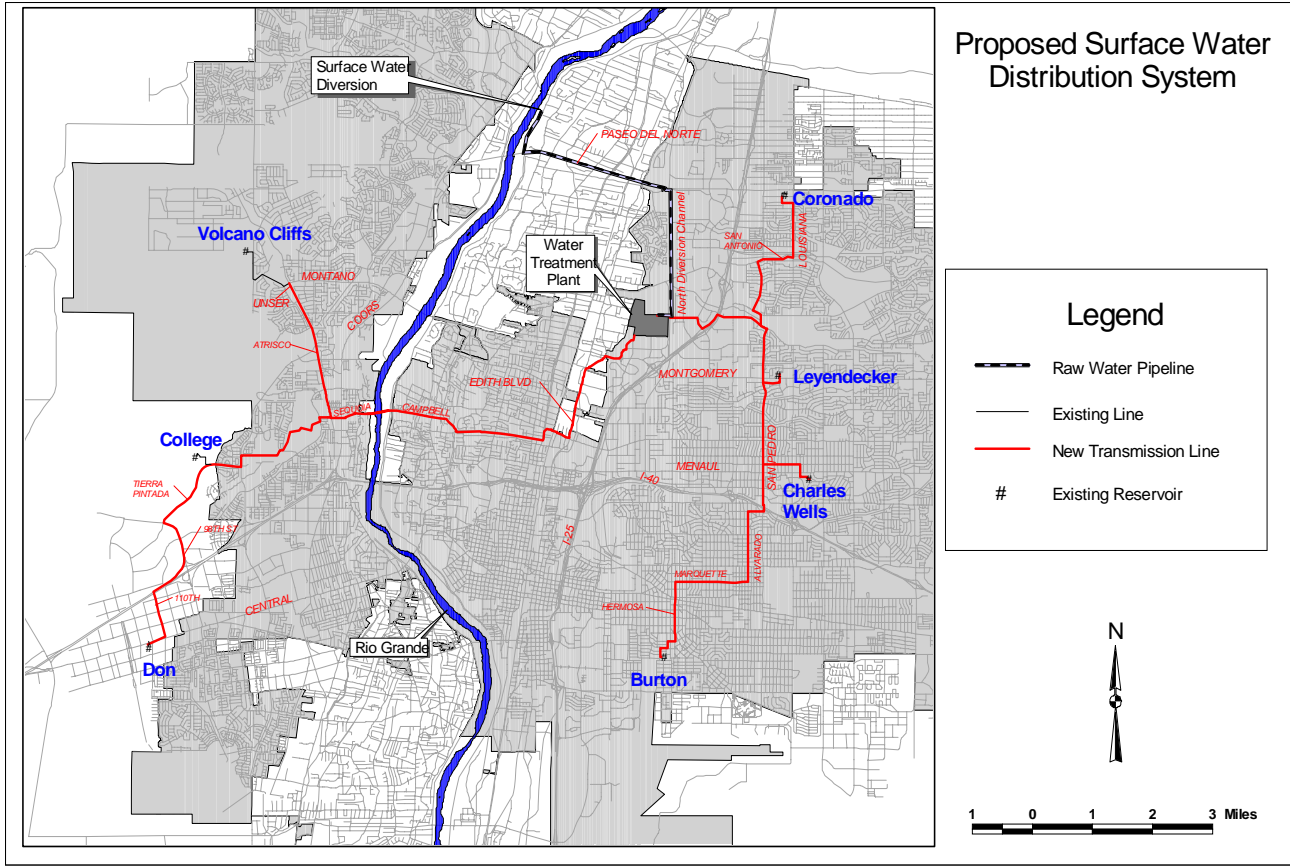 Proposed Surface Water
Distribution System
Surface Water
Diversion
PASEO DEL NORTE
North Diversion Channel
Coronado
SAN
ANTONIO
LOUISIANA
Volcano Cliffs
Water
Treatment
Plant
MONTANO
UNSER
COORS
ATRISCO
EDITH BLVD
MONTGOMERY
Leyendecker
SEQUOIA
CAMPBELL
College
MENAUL
SAN PEDRO
I-40
Charles
Wells
TIERRA
PINTADA
98TH ST
I-25
ALVARADO
MARQUETTE
110TH
CENTRAL
HERMOSA
Rio Grande
Don
Burton
Legend
Raw Water Pipeline
Existing Line
New Transmission Line
# Existing Reservoir
N
1 0 1 2 3 Miles